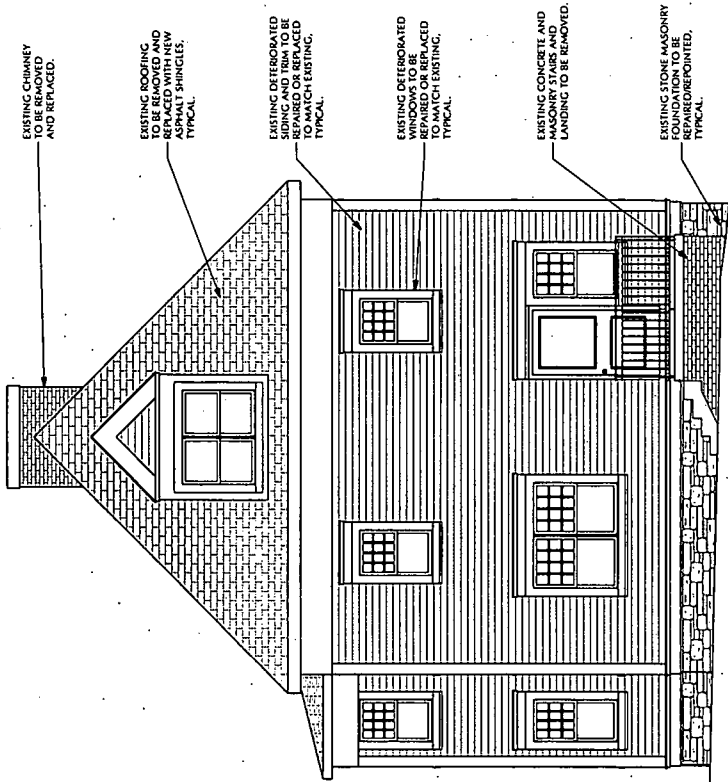 EXISTING CHIMNEY
TO BE REMOVED
AND REPLACED.
EXISTING ROOFING
TO BE REMOVED AND
REPLACED WITH NEW
ASPHALT SHINGLES,
TYPICAL.
EXISTING DETERIORATED
SIDING AND TRIM TO BE
REPAIRED OR REPLACED
TO MATCH EXISTING,
TYPICAL.
EXISTING DETERIORATED
WINDOWS TO BE
REPAIRED OR REPLACED
TO MATCH EXISTING,
TYPICAL.
EXISTING CONCRETE AND
MASONRY STAIRS AND
LANDING TO BE REMOVED.
EXISTING STONE MASONRY
FOUNDATION TO BE
REPAIRED/REPOINTED,
TYPICAL.